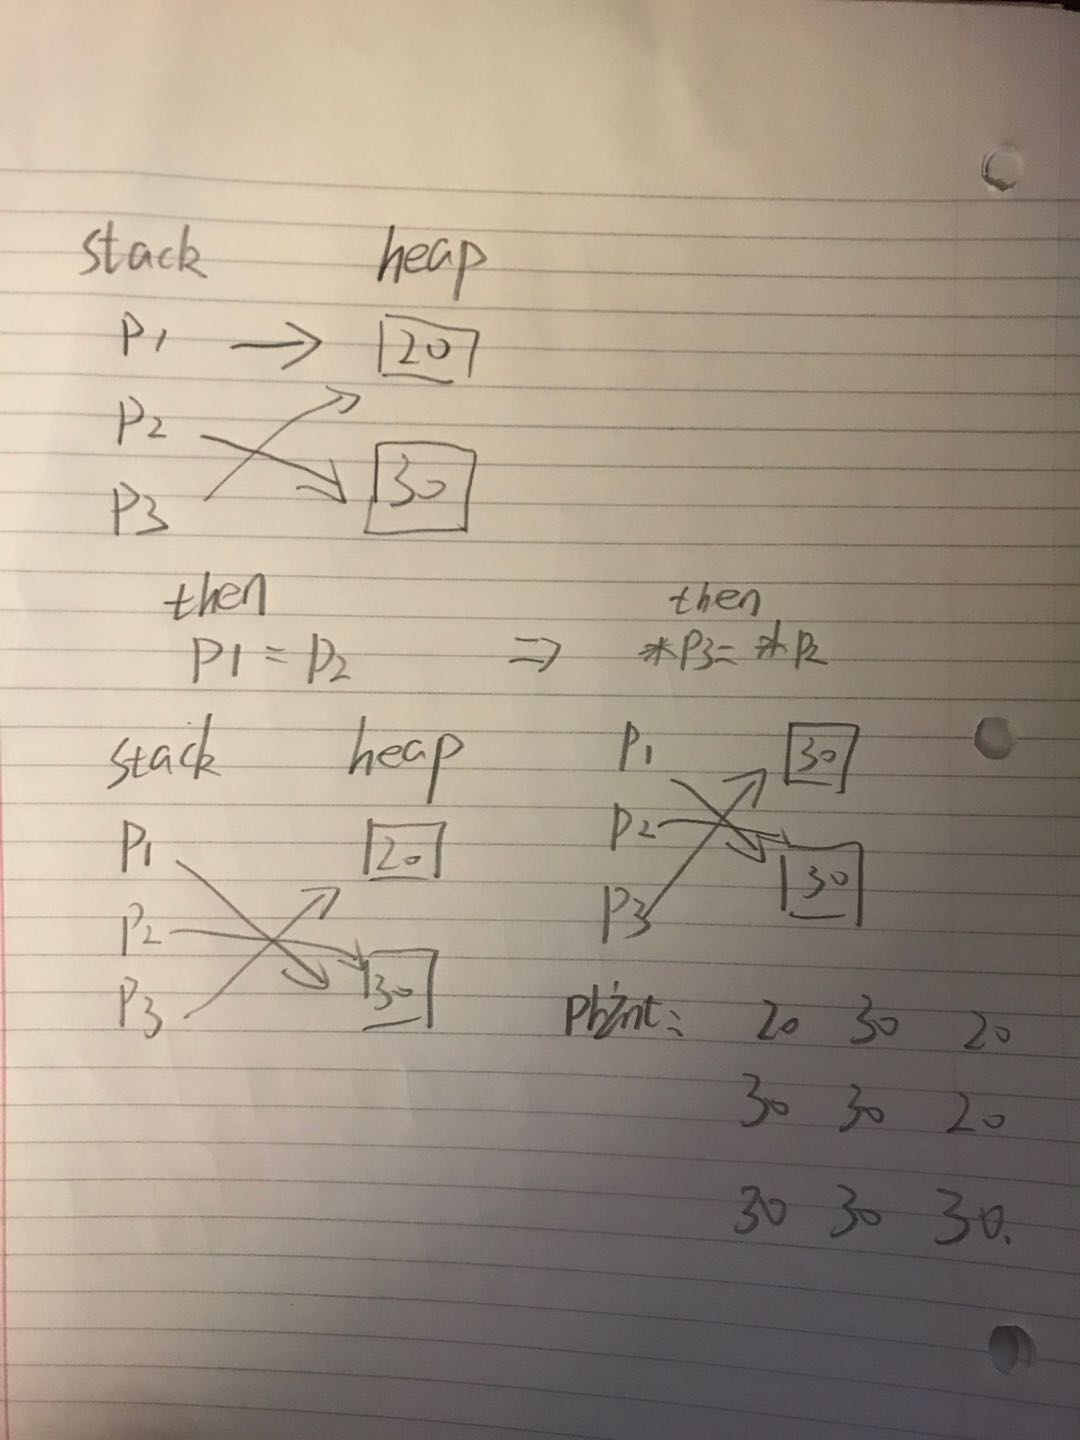 stack heap
P1 → 20
P2
30
P3
then
P1 = P2
⇒
then
*P3 = *P2
stack heap
P1 20
P2
P3 30
P1 30
P2
30
P3
Print: 20 30 20
30 30 20
30 30 30.